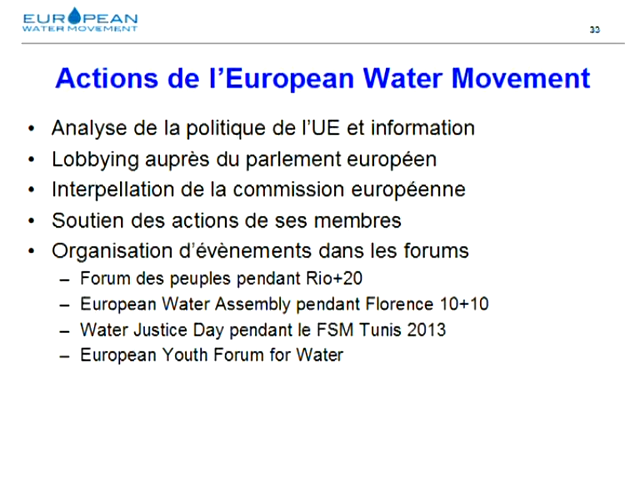 EUROPEAN
WATER MOVEMENT
33
Actions de l'European Water Movement
• Analyse de la politique de l'UE et information
• Lobbying auprès du parlement européen
• Interpellation de la commission européenne
• Soutien des actions de ses membres
• Organisation d'évènements dans les forums
– Forum des peuples pendant Rio+20
– European Water Assembly pendant Florence 10+10
– Water Justice Day pendant le FSM Tunis 2013
– European Youth Forum for Water